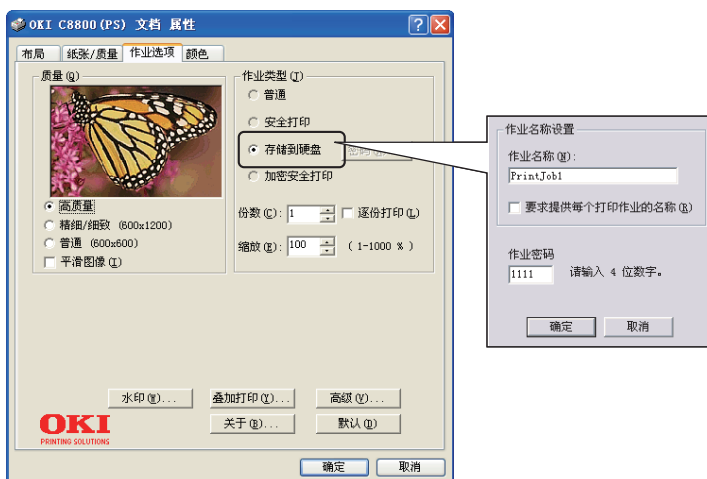 OKI C8800(PS) 文档 属性
布局 纸张/质量 作业选项 颜色
质量(Q)
高质量
精细/细致 (600x1200)
普通 (600x600)
平滑图像(I)
作业类型(J)
普通
安全打印
存储到硬盘
加密安全打印
份数(C): 1 逐份打印(L)
缩放(E): 100 ( 1-1000 % )
水印(W)... 叠加打印(Y)... 高级(V)...
关于(B)... 默认(D)
OKI
PRINTING SOLUTIONS
确定 取消
作业名称设置
作业名称(N):
PrintJob1
要求提供每个打印作业的名称(R)
作业密码
1111 请输入 4 位数字。
确定 取消